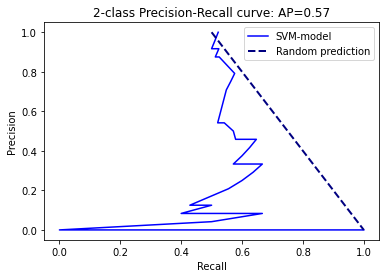 2-class Precision-Recall curve: AP=0.57
SVM-model
Random prediction
1.0
0.8
0.6
0.4
0.2
0.0
Precision
0.0 0.2 0.4 0.6 0.8 1.0
Recall